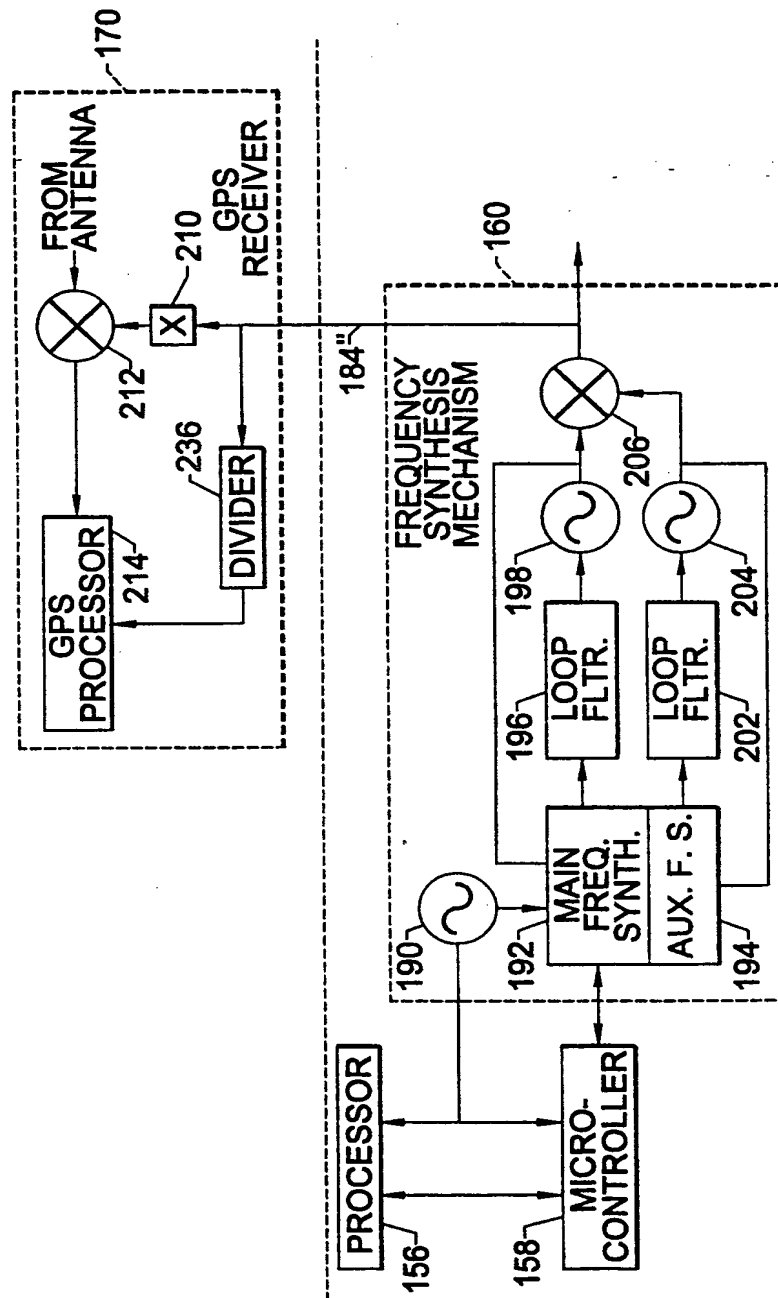 170
FROM
ANTENNA
GPS
PROCESSOR
214
212
X
210
GPS
RECEIVER
236
DIVIDER
184"
160
FREQUENCY
SYNTHESIS
MECHANISM
190
PROCESSOR
156
192
MAIN
FREQ.
SYNTH.
AUX. F. S.
194
196
LOOP
FLTR.
198
206
LOOP
FLTR.
202
204
158
MICRO-
CONTROLLER